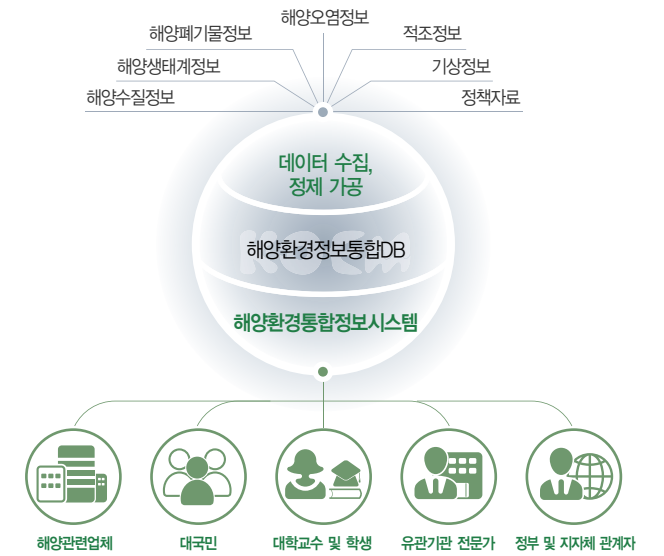 해양오염정보
해양폐기물정보
적조정보
해양생태계정보
기상정보
해양수질정보
정책자료
데이터 수집,
정제 가공
KOEM
해양환경정보통합DB
해양환경통합정보시스템
해양관련업체
대국민
대학교수 및 학생
유관기관 전문가
정부 및 지자체 관계자